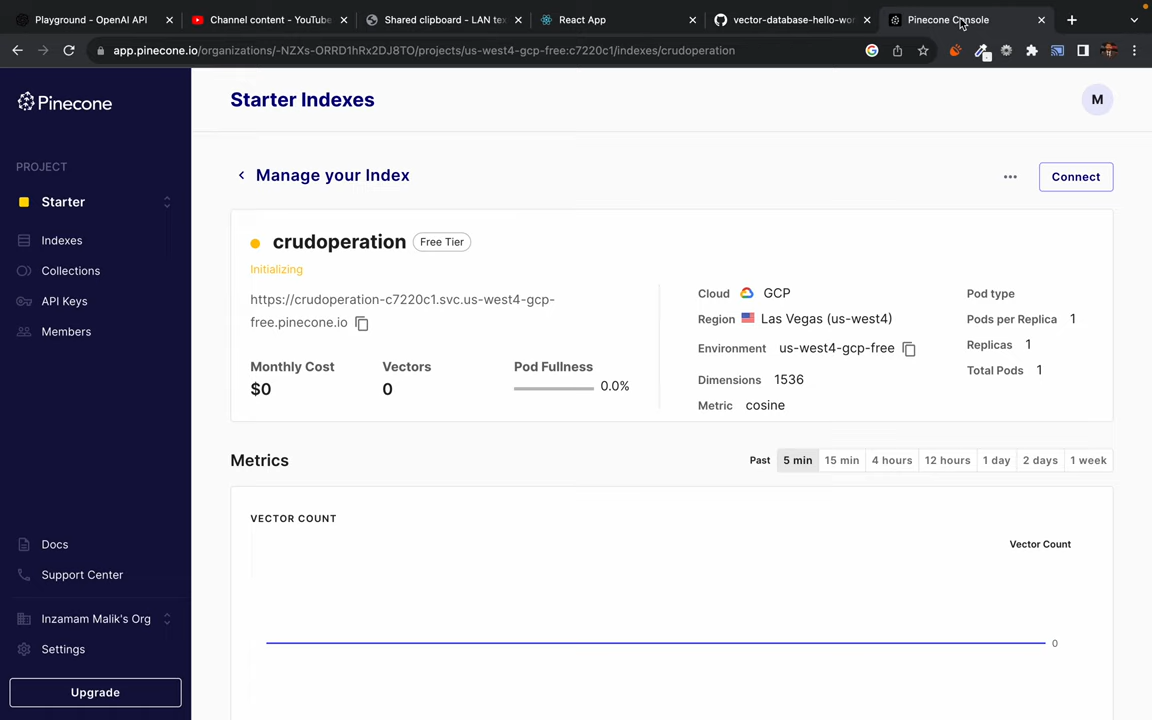 Playground - OpenAI API
Channel content - YouTube
Shared clipboard - LAN tex
React App
vector-database-hello-wor
Pinecone Console
app.pinecone.io/organizations/-NZXs-ORRD1hRx2DJ8TO/projects/us-west4-gcp-free:c7220c1/indexes/crudoperation
Pinecone
PROJECT
Starter
Indexes
Collections
API Keys
Members
Docs
Support Center
Inzamam Malik's Org
Settings
Upgrade
Starter Indexes
M
Manage your Index
Connect
crudoperation
Free Tier
Initializing
https://crudoperation-c7220c1.svc.us-west4-gcp-
free.pinecone.io
Monthly Cost
$0
Vectors
0
Pod Fullness
0.0%
Cloud GCP
Region Las Vegas (us-west4)
Environment us-west4-gcp-free
Dimensions 1536
Metric cosine
Pod type
Pods per Replica 1
Replicas 1
Total Pods 1
Metrics
Past 5 min 15 min 4 hours 12 hours 1 day 2 days 1 week
VECTOR COUNT
Vector Count
0